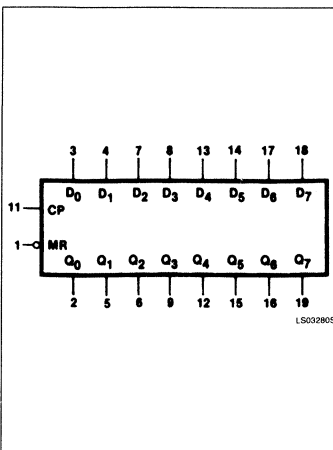 3 4 7 8 13 14 17 18
D0 D1 D2 D3 D4 D5 D6 D7
11 CP
1 MR
Q0 Q1 Q2 Q3 Q4 Q5 Q6 Q7
2 5 6 9 12 15 16 19
LS03280S